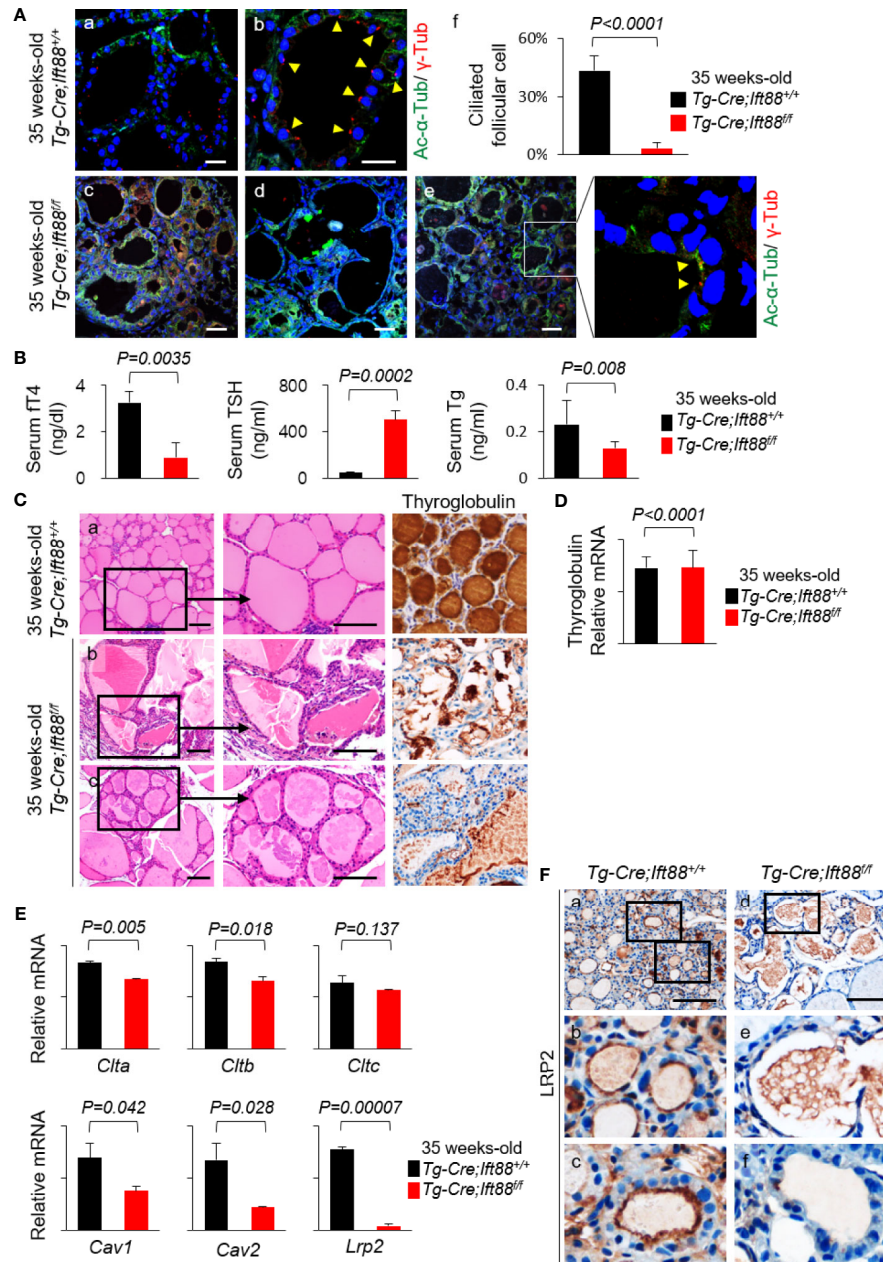 A
a
b
35 weeks-old
Tg-Cre;Ift88+/+
Ac-α-Tub/ γ-Tub
f
P<0.0001
60%
30%
0%
Ciliated
follicular cell
35 weeks-old
Tg-Cre;Ift88+/+
Tg-Cre;Ift88f/f
c
d
e
35 weeks-old
Tg-Cre;Ift88f/f
Ac-α-Tub/ γ-Tub
B
P=0.0035
4
2
0
Serum fT4
(ng/dl)
P=0.0002
800
400
0
Serum TSH
(ng/ml)
P=0.008
0.4
0.2
0
Serum Tg
(ng/ml)
35 weeks-old
Tg-Cre;Ift88+/+
Tg-Cre;Ift88f/f
C
Thyroglobulin
a
35 weeks-old
Tg-Cre;Ift88+/+
b
c
35 weeks-old
Tg-Cre;Ift88f/f
D
P<0.0001
Thyroglobulin
Relative mRNA
35 weeks-old
Tg-Cre;Ift88+/+
Tg-Cre;Ift88f/f
E
Relative mRNA
P=0.005
P=0.018
P=0.137
Clta
Cltb
Cltc
Relative mRNA
P=0.042
P=0.028
P=0.00007
Cav1
Cav2
Lrp2
35 weeks-old
Tg-Cre;Ift88+/+
Tg-Cre;Ift88f/f
F
Tg-Cre;Ift88+/+
Tg-Cre;Ift88f/f
LRP2
a
d
b
e
c
f